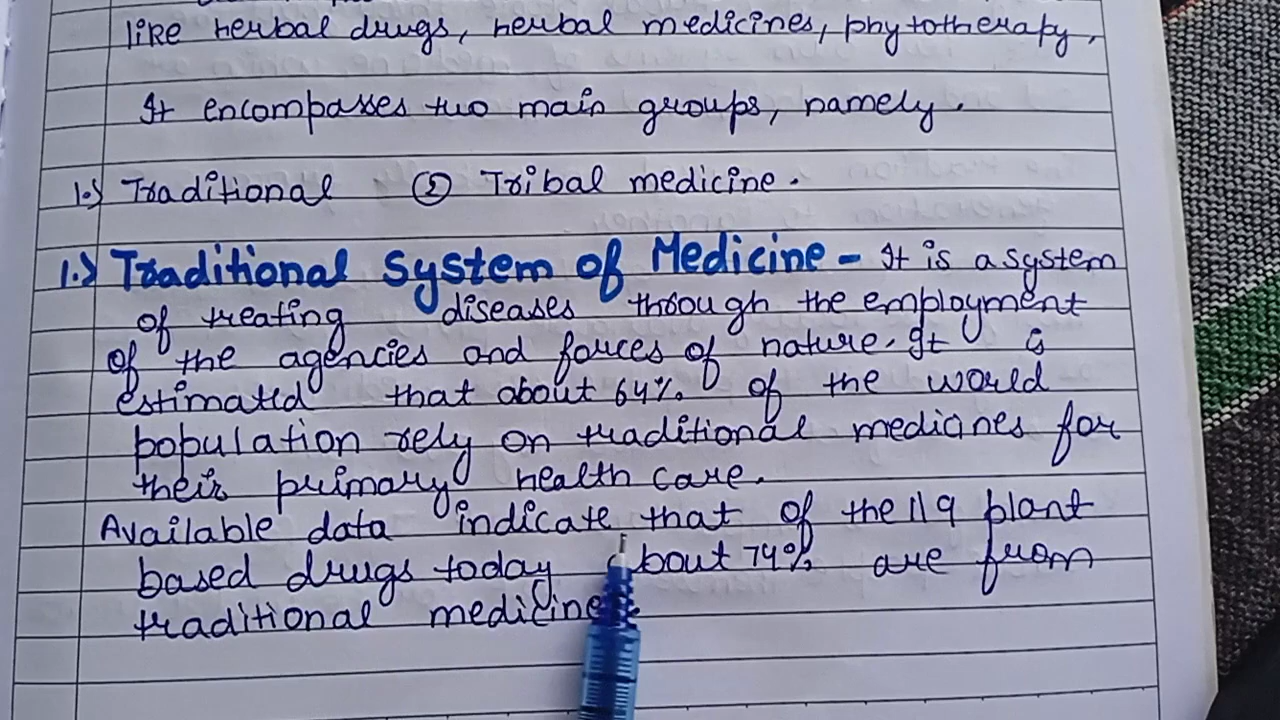 like herbal drugs, herbal medicines, phytotherapy,
It encompasses two main groups, namely.
1.) Traditional ② Tribal medicine.
1.) Traditional System of Medicine - It is a system
of treating diseases through the employment
of the agencies and forces of nature. It is
estimated that about 64% of the world
population rely on traditional medicines for
their primary health care.
Available data indicate that of the 119 plant
based drugs today about 74% are from
traditional medicine